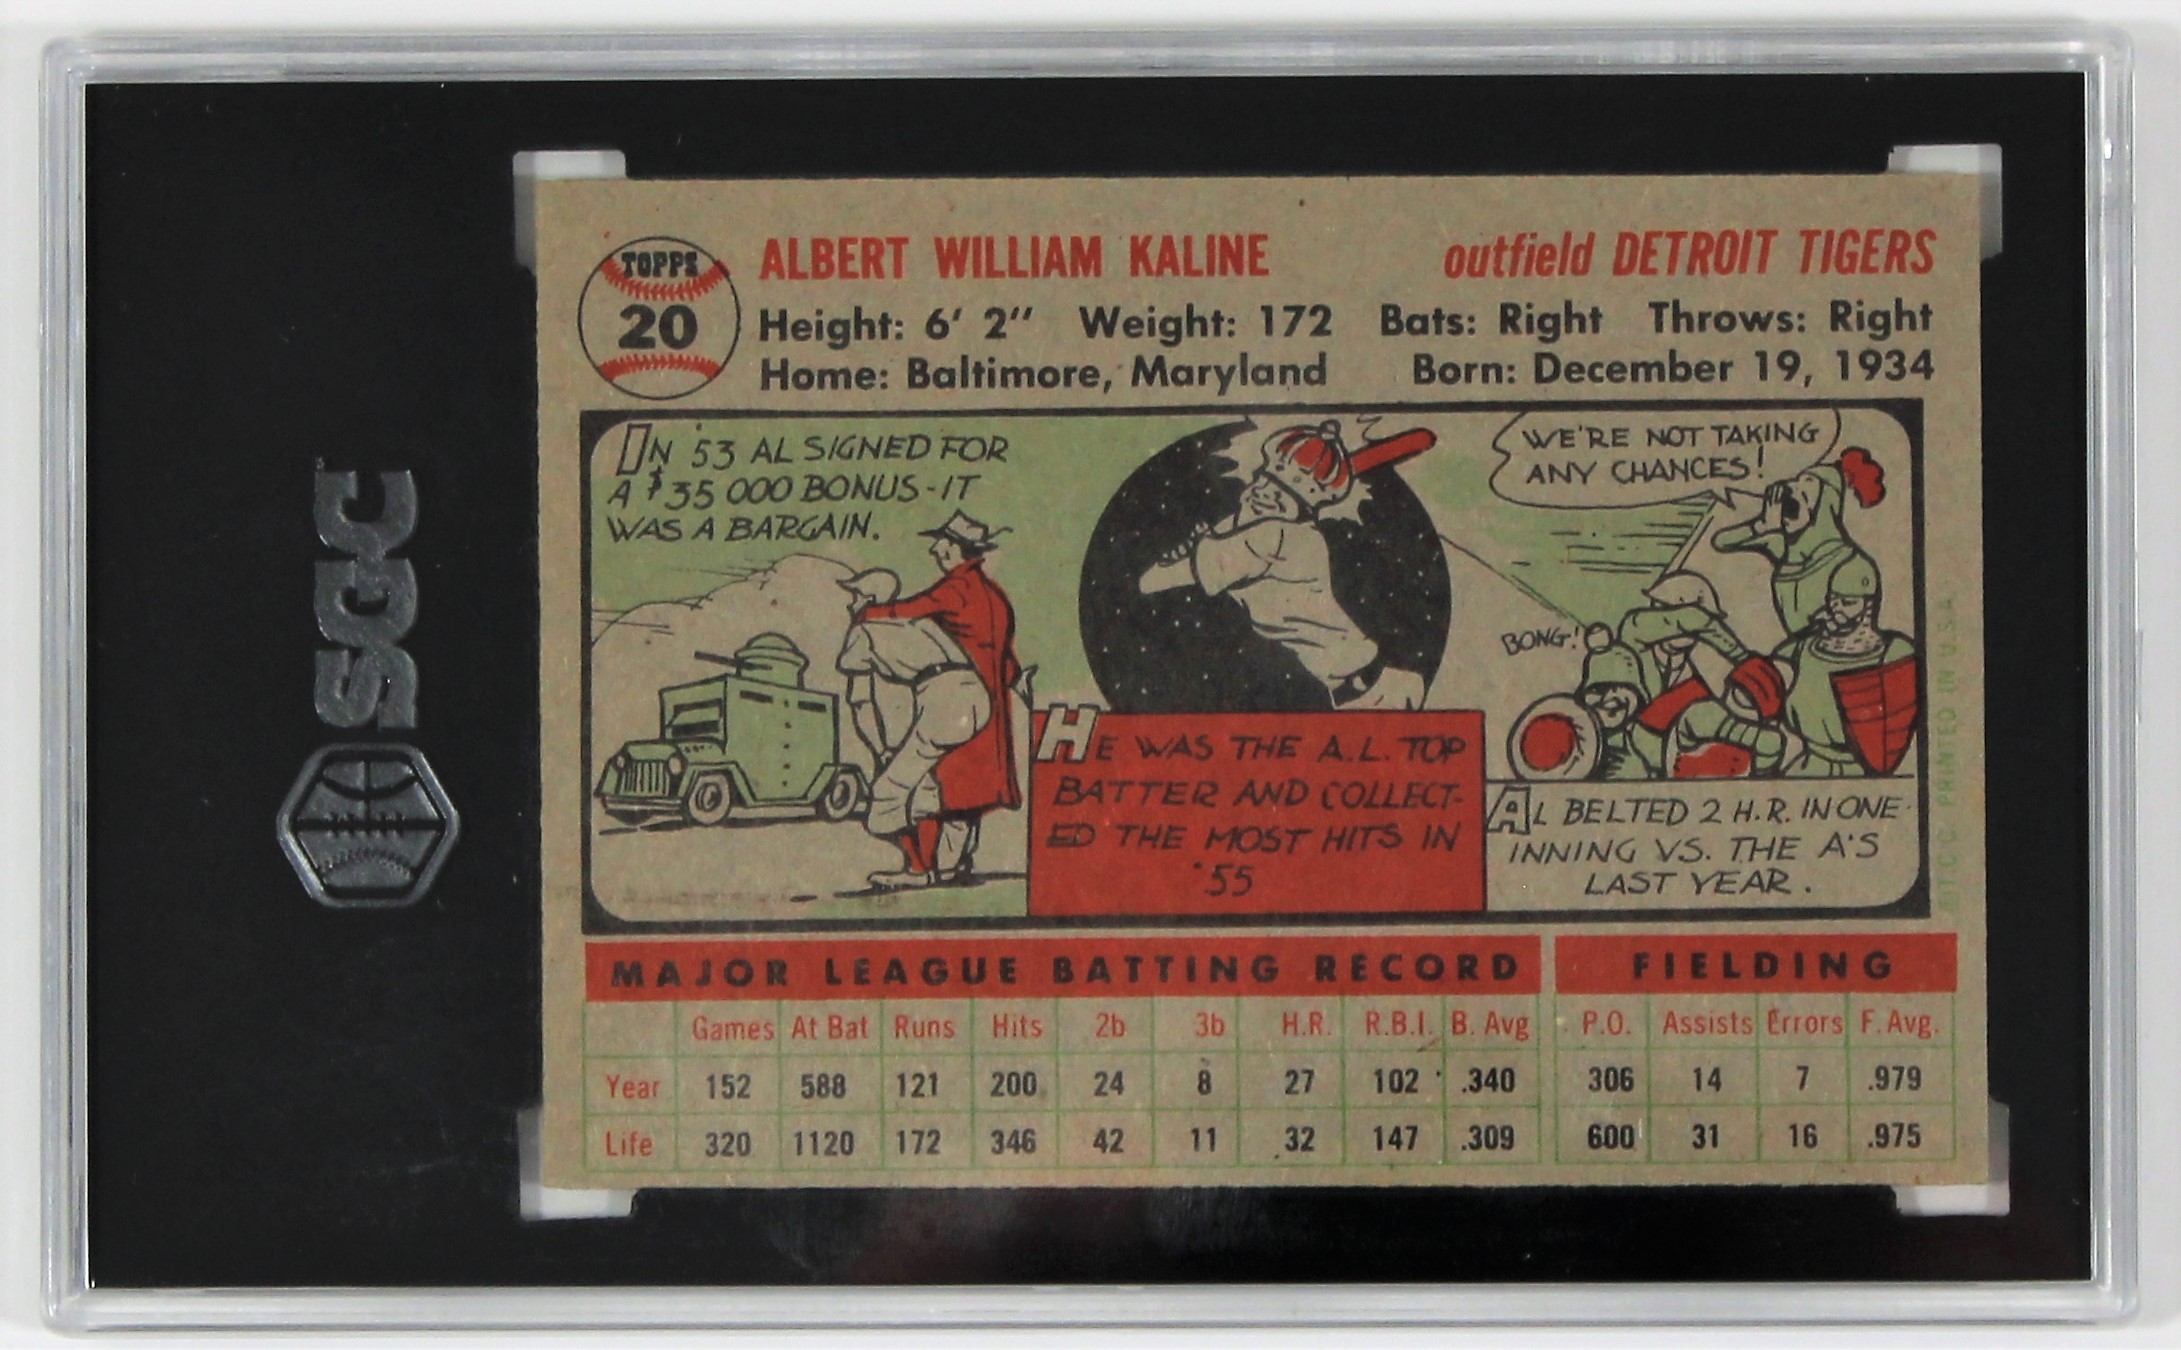 SGC
TOPPS
20
ALBERT WILLIAM KALINE
outfield DETROIT TIGERS
Height: 6' 2" Weight: 172 Bats: Right Throws: Right
Home: Baltimore, Maryland Born: December 19, 1934
IN '53 AL SIGNED FOR
A $35 000 BONUS-IT
WAS A BARGAIN.
HE WAS THE A.L. TOP
BATTER AND COLLECT-
ED THE MOST HITS IN
'55
WE'RE NOT TAKING
ANY CHANCES!
BONG!
AL BELTED 2 H.R. IN ONE
INNING VS. THE A'S
LAST YEAR.
T.C.G. PRINTED IN U.S.A.
MAJOR LEAGUE BATTING RECORD FIELDING
Games At Bat Runs Hits 2b 3b H.R. R.B.I. B. Avg P.O. Assists Errors F. Avg.
Year 152 588 121 200 24 8 27 102 .340 306 14 7 .979
Life 320 1120 172 346 42 11 32 147 .309 600 31 16 .975